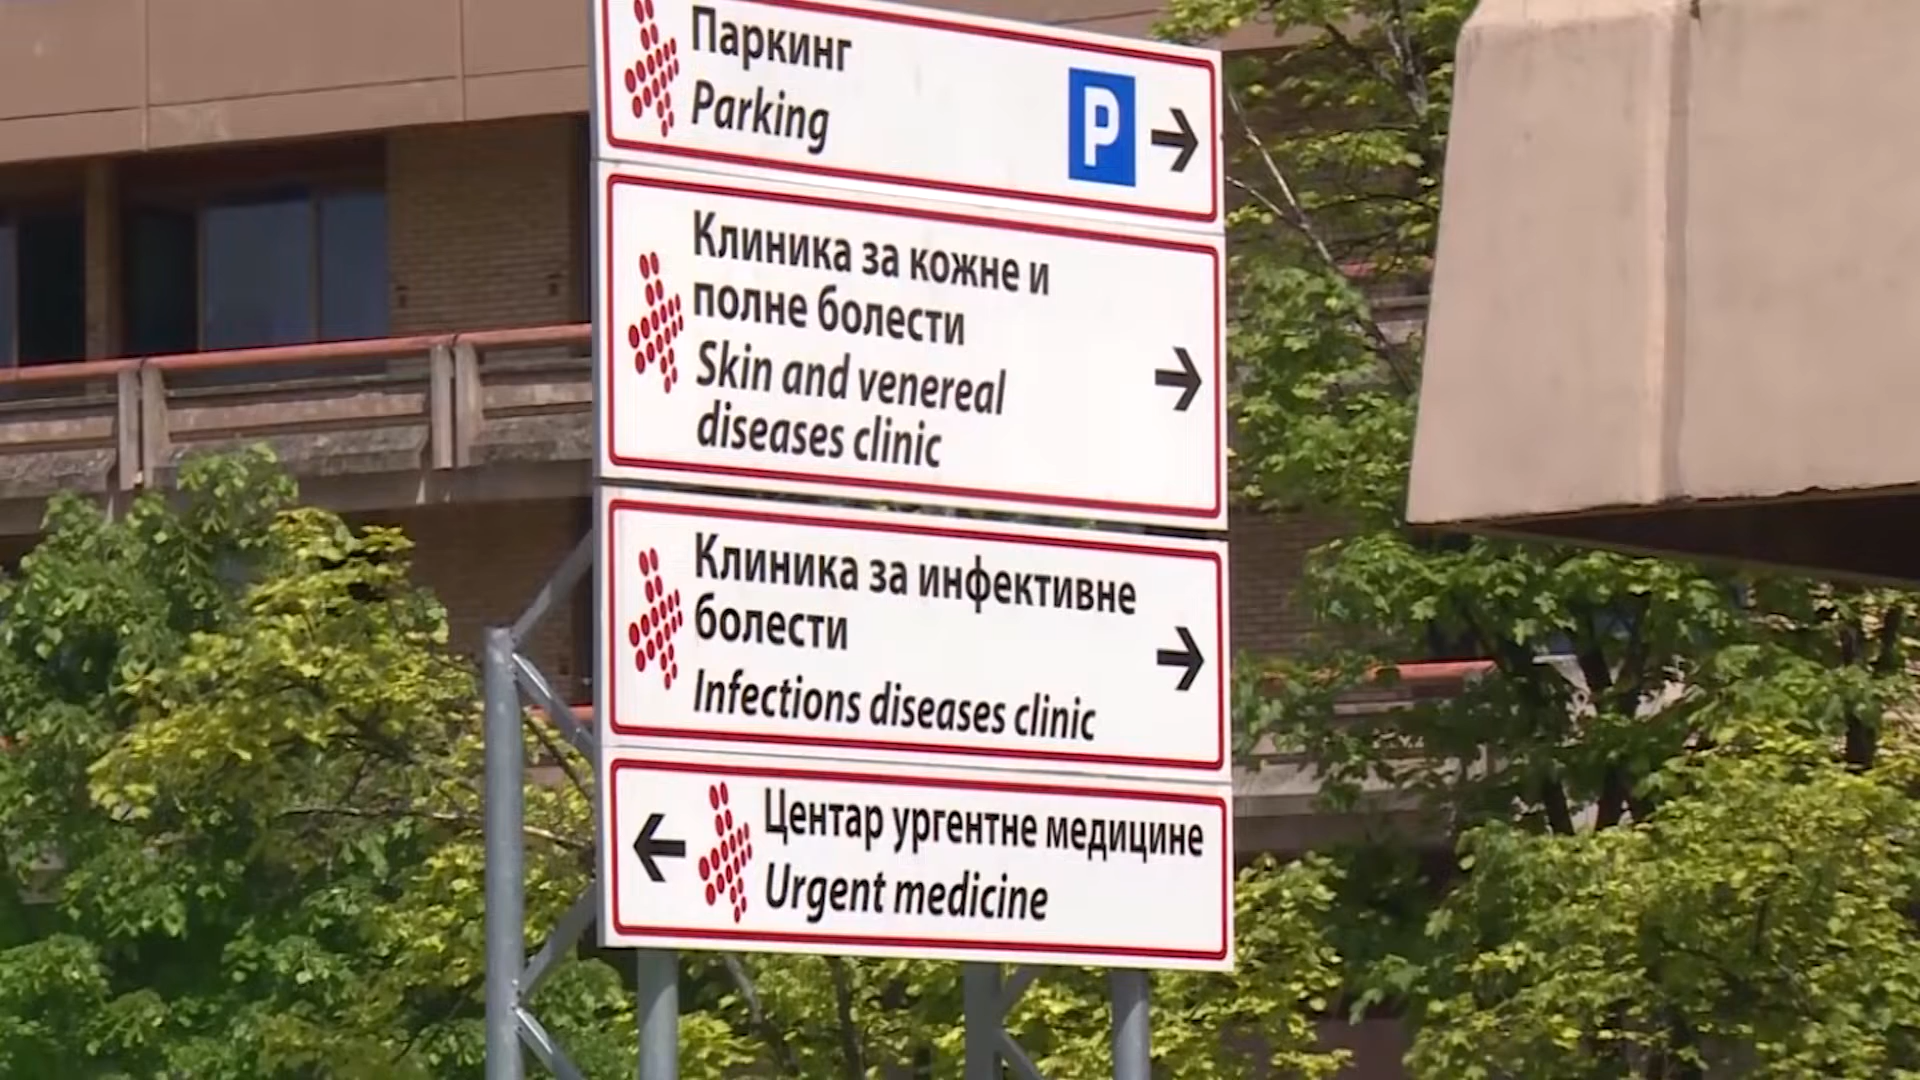 Паркинг
Parking
P
Клиника за кожне и
полне болести
Skin and venereal
diseases clinic
Клиника за инфективне
болести
Infections diseases clinic
Центар ургентне медицине
Urgent medicine